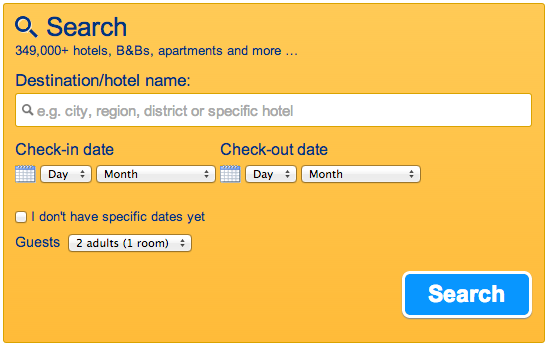 Search
349,000+ hotels, B&Bs, apartments and more ...
Destination/hotel name:
e.g. city, region, district or specific hotel
Check-in date Check-out date
Day Month Day Month
I don't have specific dates yet
Guests 2 adults (1 room)
Search